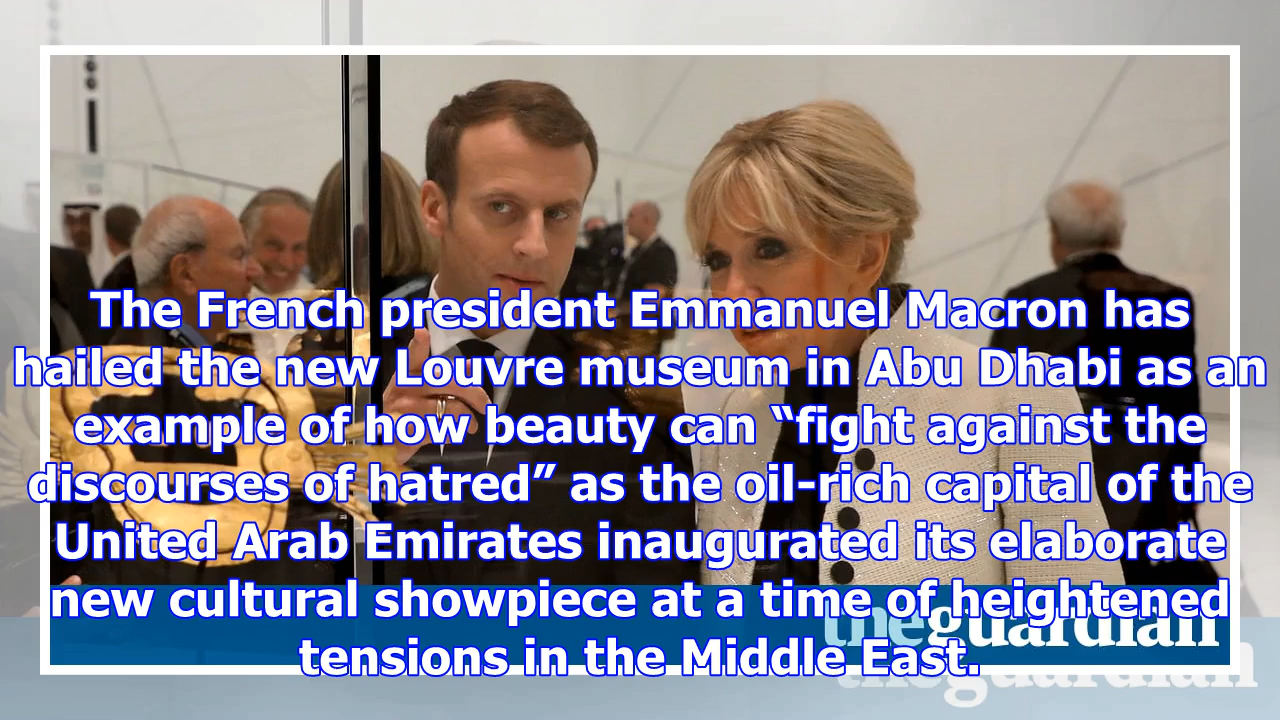 The French president Emmanuel Macron has
hailed the new Louvre museum in Abu Dhabi as an
example of how beauty can “fight against the
discourses of hatred” as the oil-rich capital of the
United Arab Emirates inaugurated its elaborate
new cultural showpiece at a time of heightened
tensions in the Middle East.
theguardian
theguardian